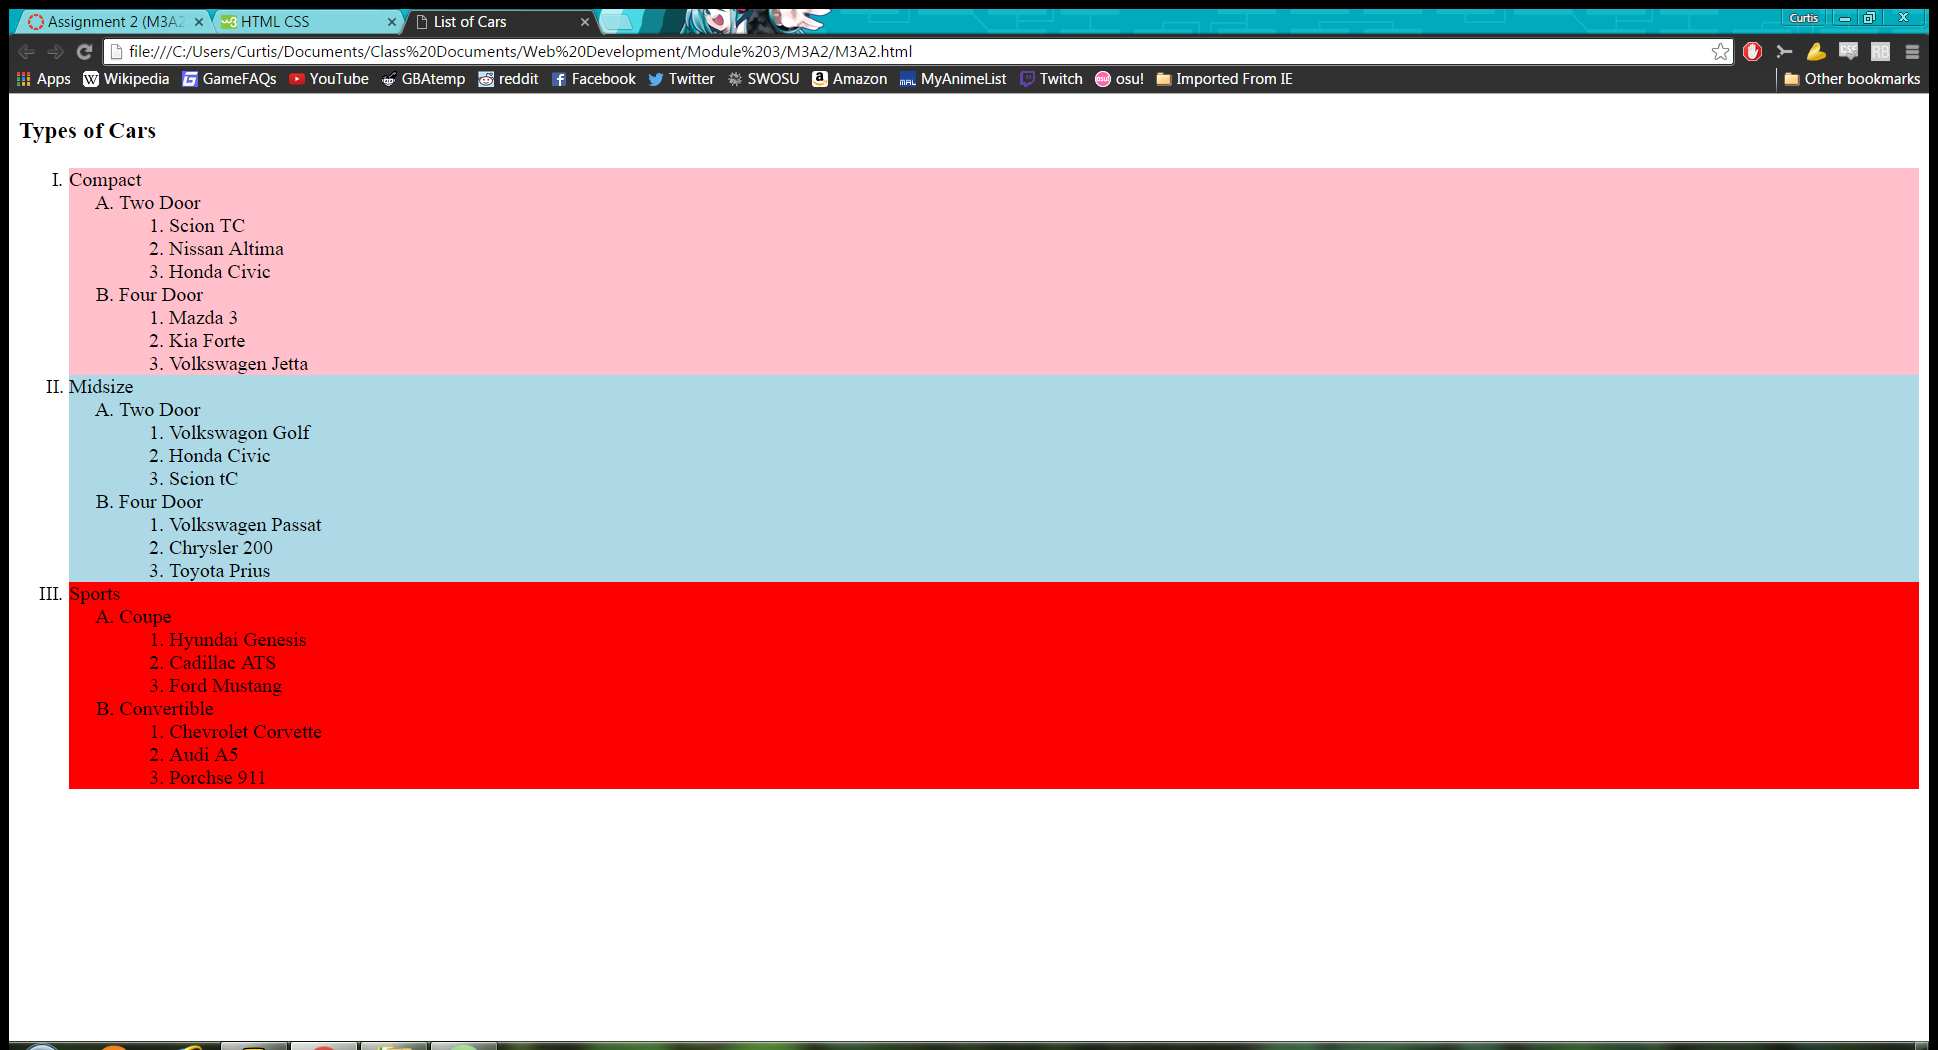 Assignment 2 (M3A2
HTML CSS
List of Cars
Curtis
file:///C:/Users/Curtis/Documents/Class%20Documents/Web%20Development/Module%203/M3A2/M3A2.html
Apps Wikipedia GameFAQs YouTube GBAtemp reddit Facebook Twitter SWOSU Amazon MyAnimeList Twitch osu! Imported From IE Other bookmarks
Types of Cars
I. Compact
A. Two Door
1. Scion TC
2. Nissan Altima
3. Honda Civic
B. Four Door
1. Mazda 3
2. Kia Forte
3. Volkswagen Jetta
II. Midsize
A. Two Door
1. Volkswagon Golf
2. Honda Civic
3. Scion tC
B. Four Door
1. Volkswagen Passat
2. Chrysler 200
3. Toyota Prius
III. Sports
A. Coupe
1. Hyundai Genesis
2. Cadillac ATS
3. Ford Mustang
B. Convertible
1. Chevrolet Corvette
2. Audi A5
3. Porchse 911